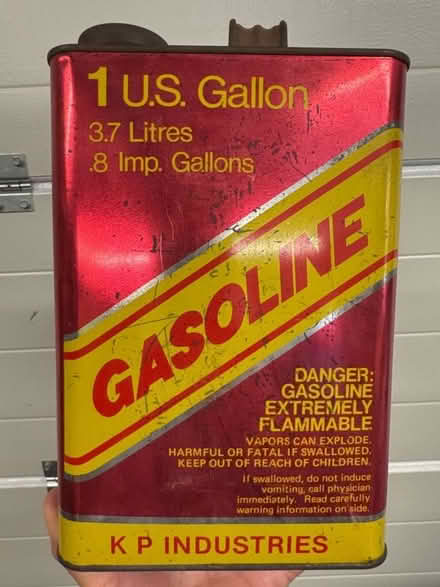 1 U.S. Gallon
3.7 Litres
.8 Imp. Gallons
GASOLINE
DANGER:
GASOLINE
EXTREMELY
FLAMMABLE
VAPORS CAN EXPLODE.
HARMFUL OR FATAL IF SWALLOWED.
KEEP OUT OF REACH OF CHILDREN.
If swallowed, do not induce
vomiting, call physician
immediately. Read carefully
warning information on side.
K P INDUSTRIES